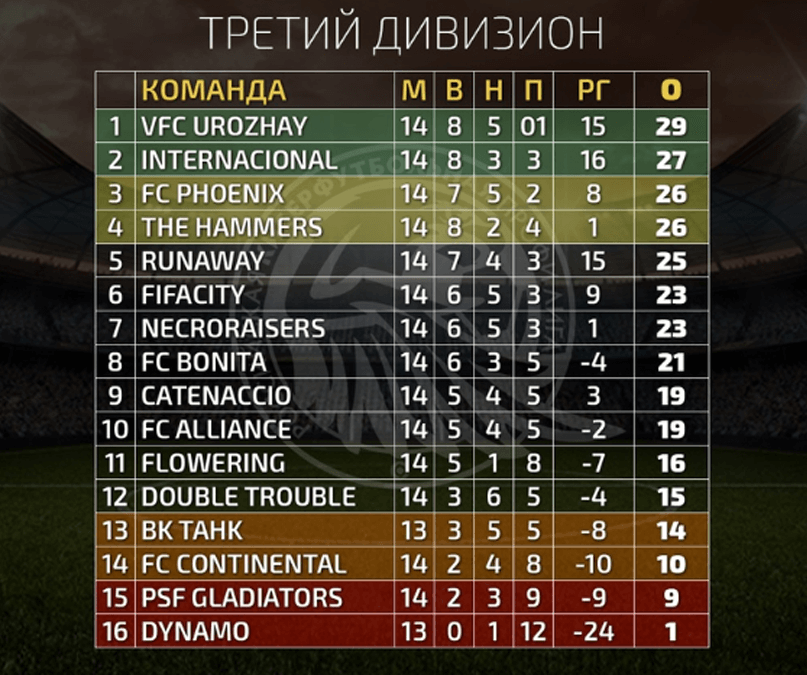 ТРЕТИЙ ДИВИЗИОН
КОМАНДА М В Н П РГ О
1 VFC UROZHAY 14 8 5 01 15 29
2 INTERNACIONAL 14 8 3 3 16 27
3 FC PHOENIX 14 7 5 2 8 26
4 THE HAMMERS 14 8 2 4 1 26
5 RUNAWAY 14 7 4 3 15 25
6 FIFACITY 14 6 5 3 9 23
7 NECRORAISERS 14 6 5 3 1 23
8 FC BONITA 14 6 3 5 -4 21
9 CATENACCIO 14 5 4 5 3 19
10 FC ALLIANCE 14 5 4 5 -2 19
11 FLOWERING 14 5 1 8 -7 16
12 DOUBLE TROUBLE 14 3 6 5 -4 15
13 ВК ТАНК 13 3 5 5 -8 14
14 FC CONTINENTAL 14 2 4 8 -10 10
15 PSF GLADIATORS 14 2 3 9 -9 9
16 DYNAMO 13 0 1 12 -24 1